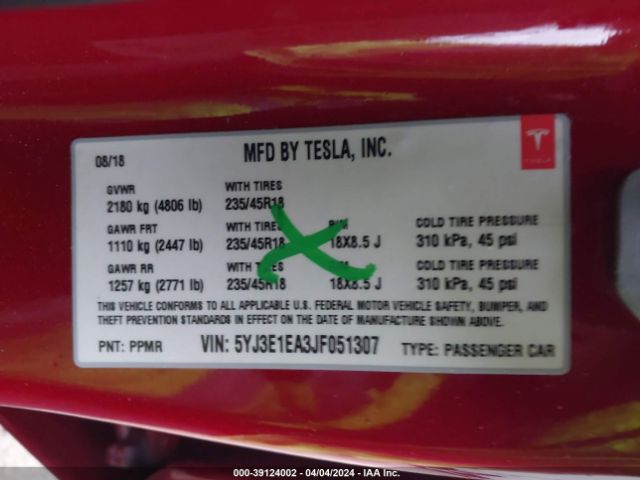 08/18
MFD BY TESLA, INC.
TESLA
GVWR
2180 kg (4806 lb)
WITH TIRES
235/45R18
GAWR FRT
1110 kg (2447 lb)
WITH TIRES
235/45R18
RIM
18X8.5 J
COLD TIRE PRESSURE
310 kPa, 45 psi
GAWR RR
1257 kg (2771 lb)
WITH
235/45R18
18X8.5 J
COLD TIRE PRESSURE
310 kPa, 45 psi
THIS VEHICLE CONFORMS TO ALL APPLICABLE U.S. FEDERAL MOTOR VEHICLE SAFETY, BUMPER, AND
THEFT PREVENTION STANDARDS IN EFFECT ON THE DATE OF MANUFACTURE SHOWN ABOVE.
PNT: PPMR
VIN: 5YJ3E1EA3JF051307
TYPE: PASSENGER CAR
000-39124002 - 04/04/2024 - IAA Inc.